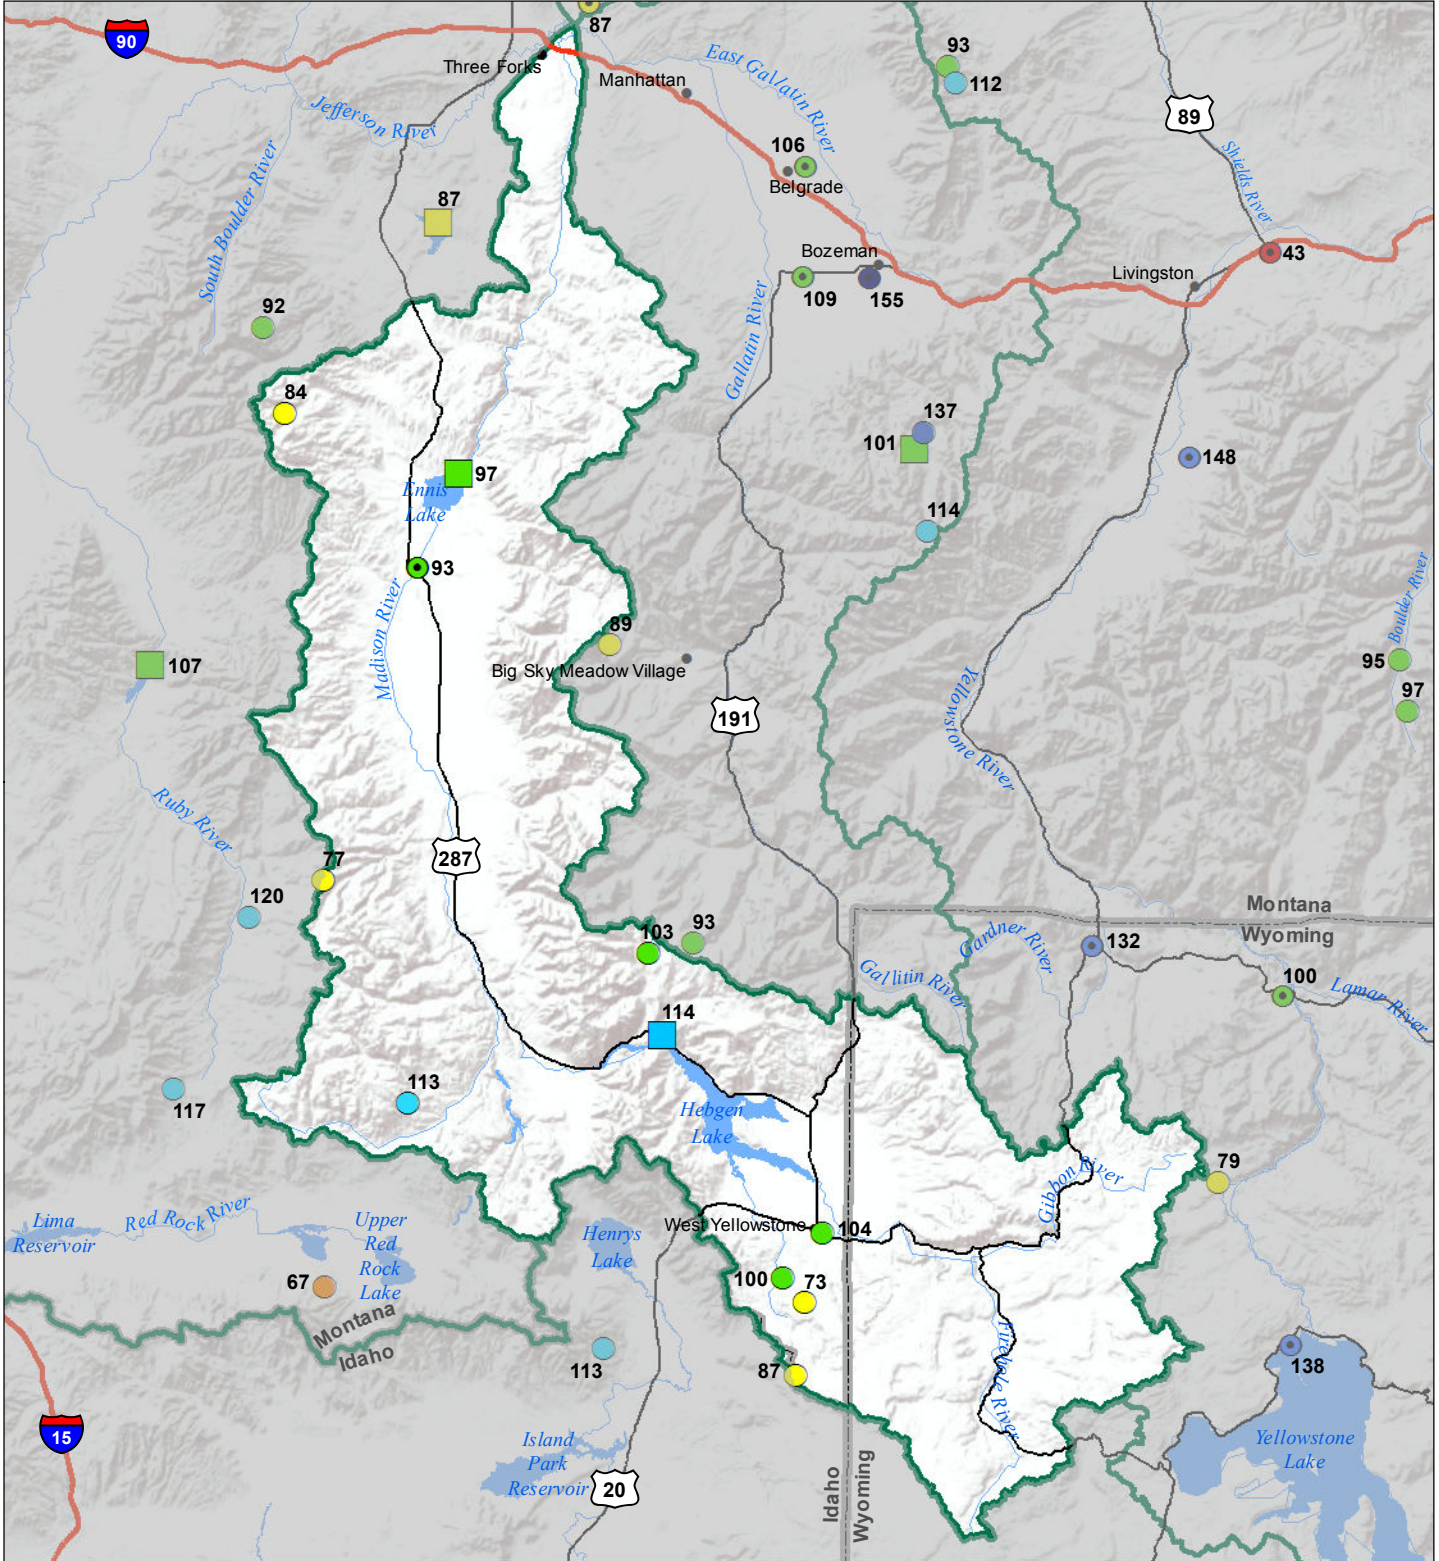 87
90
93
Three Forks
East Gallatin River
Manhattan
112
Jefferson River
89
106
Shields River
Belgrade
South Boulder River
87
Bozeman
43
Livingston
109
155
92
Gallatin River
84
137
101
148
97
Ennis
Lake
114
93
Madison River
Boulder River
89
95
107
Big Sky Meadow Village
97
191
Yellowstone River
Ruby River
287
77
120
Montana
Wyoming
103
93
Gardner River
132
Gallitin River
100
Lamar River
114
113
117
Hebgen
Lake
Gibbon River
79
Lima
Reservoir
Red Rock River
Upper
Red
Rock
Lake
Henrys
Lake
West Yellowstone
104
100
73
67
Montana
Idaho
113
87
Firehole River
138
15
Island
Park
Reservoir
20
Idaho
Wyoming
Yellowstone
Lake